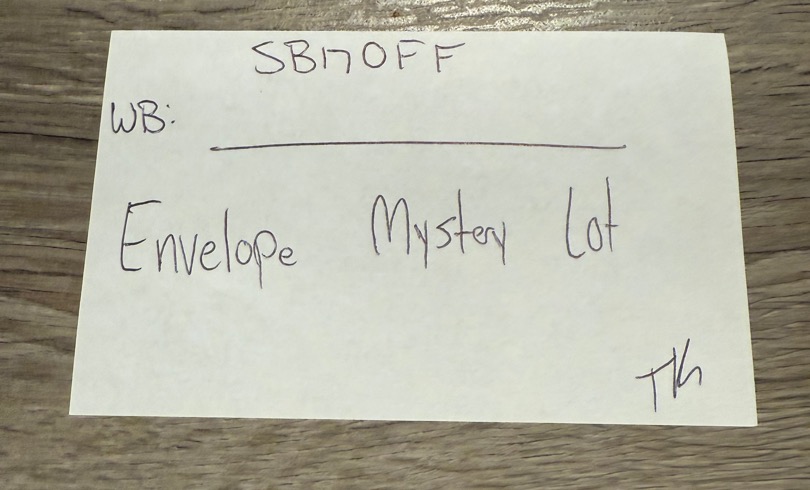 SB17OFF
WB:
Envelope Mystery Lot
TK